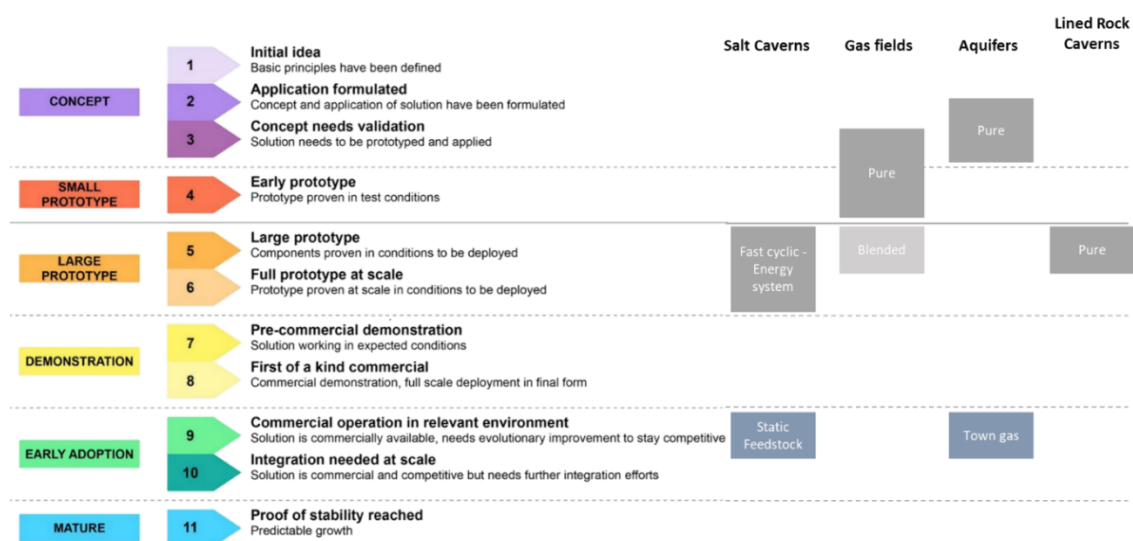 Salt Caverns
Gas fields
Aquifers
Lined Rock
Caverns
CONCEPT
1
Initial idea
Basic principles have been defined
2
Application formulated
Concept and application of solution have been formulated
3
Concept needs validation
Solution needs to be prototyped and applied
Pure
Pure
SMALL
PROTOTYPE
4
Early prototype
Prototype proven in test conditions
LARGE
PROTOTYPE
5
Large prototype
Components proven in conditions to be deployed
6
Full prototype at scale
Prototype proven at scale in conditions to be deployed
Fast cyclic -
Energy
system
Blended
Pure
DEMONSTRATION
7
Pre-commercial demonstration
Solution working in expected conditions
8
First of a kind commercial
Commercial demonstration, full scale deployment in final form
EARLY ADOPTION
9
Commercial operation in relevant environment
Solution is commercially available, needs evolutionary improvement to stay competitive
10
Integration needed at scale
Solution is commercial and competitive but needs further integration efforts
Static
Feedstock
Town gas
MATURE
11
Proof of stability reached
Predictable growth